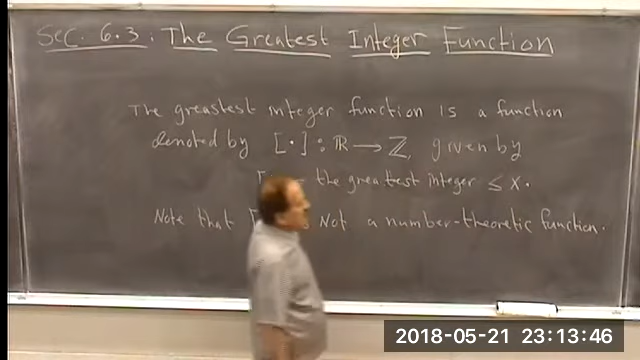 Sec. 6.3: The Greatest Integer Function
The greastest integer function is a function
denoted by [·]: ℝ → ℤ, given by
the greatest integer ≤ x.
Note that Not a number-theoretic function.
2018-05-21 23:13:46